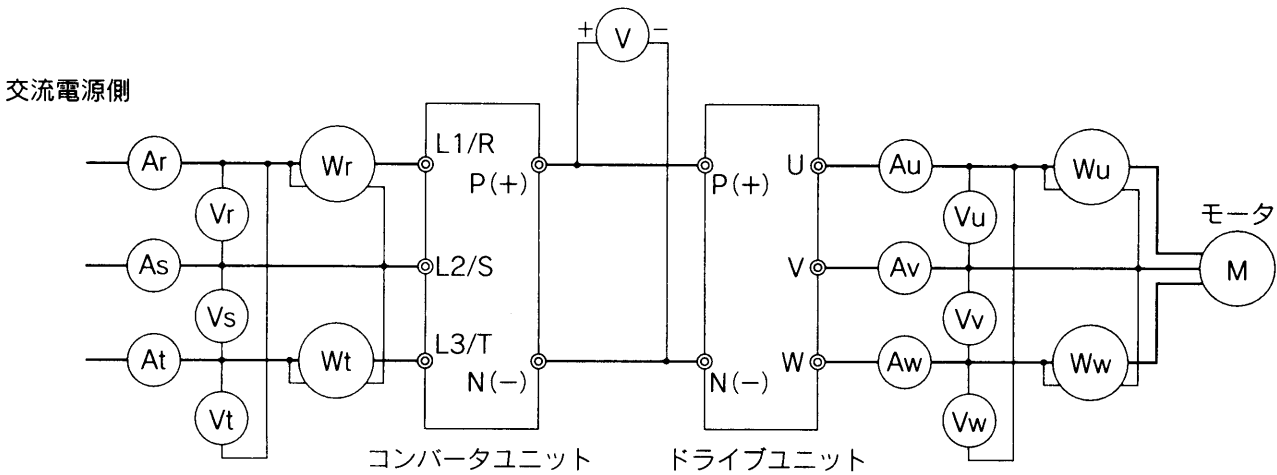 + V −
交流電源側
Ar Wr L1/R P(+) P(+) U Au Wu
Vr Vu モータ
As L2/S V Av M
Vs Vv
At Wt L3/T N(−) N(−) W Aw Ww
Vt Vw
コンバータユニット ドライブユニット